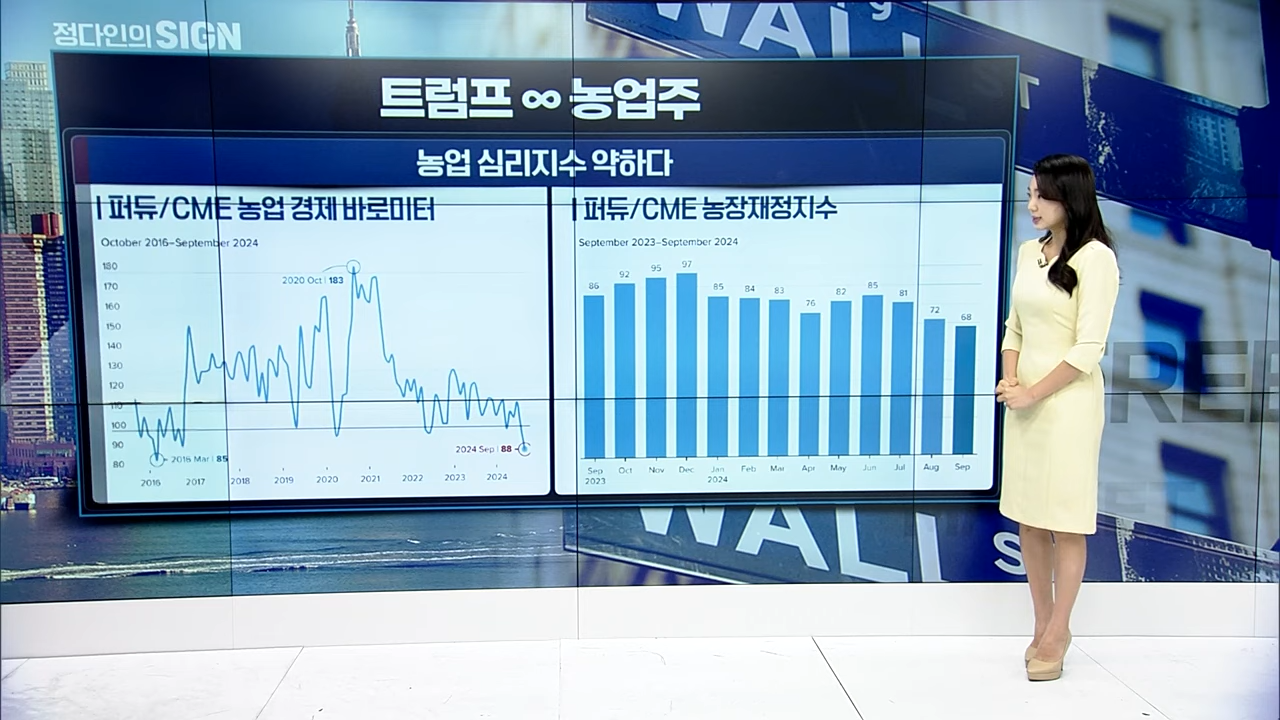 정다인의 SIGN
트럼프 ∞ 농업주
농업 심리지수 약하다
퍼듀/CME 농업 경제 바로미터
October 2016–September 2024
180
170
160
150
140
130
120
110
100
90
80
2020 Oct | 183
2016 Mar | 85
2024 Sep | 88
2016 2017 2018 2019 2020 2021 2022 2023 2024
퍼듀/CME 농장재정지수
September 2023–September 2024
86 92 95 97 85 84 83 76 82 85 81 72 68
Sep Oct Nov Dec Jan Feb Mar Apr May Jun Jul Aug Sep
2023 2024
WALL
ST
WALL
S